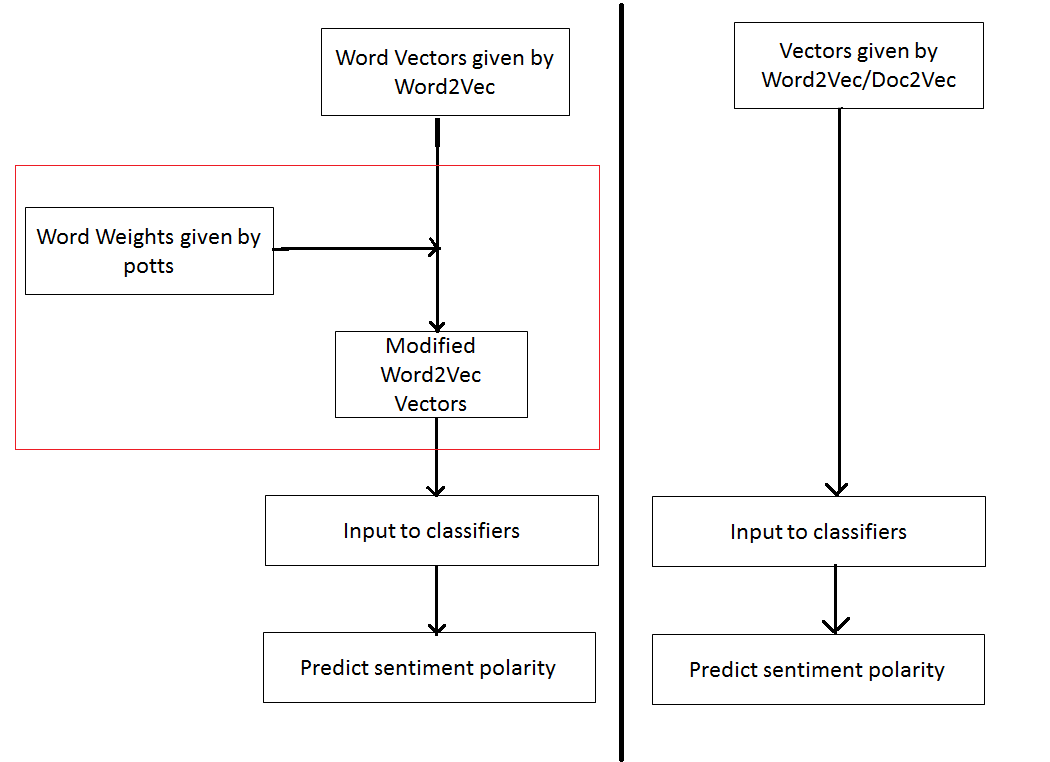 Word Vectors given by
Word2Vec
Word Weights given by
potts
Modified
Word2Vec
Vectors
Input to classifiers
Predict sentiment polarity
Vectors given by
Word2Vec/Doc2Vec
Input to classifiers
Predict sentiment polarity